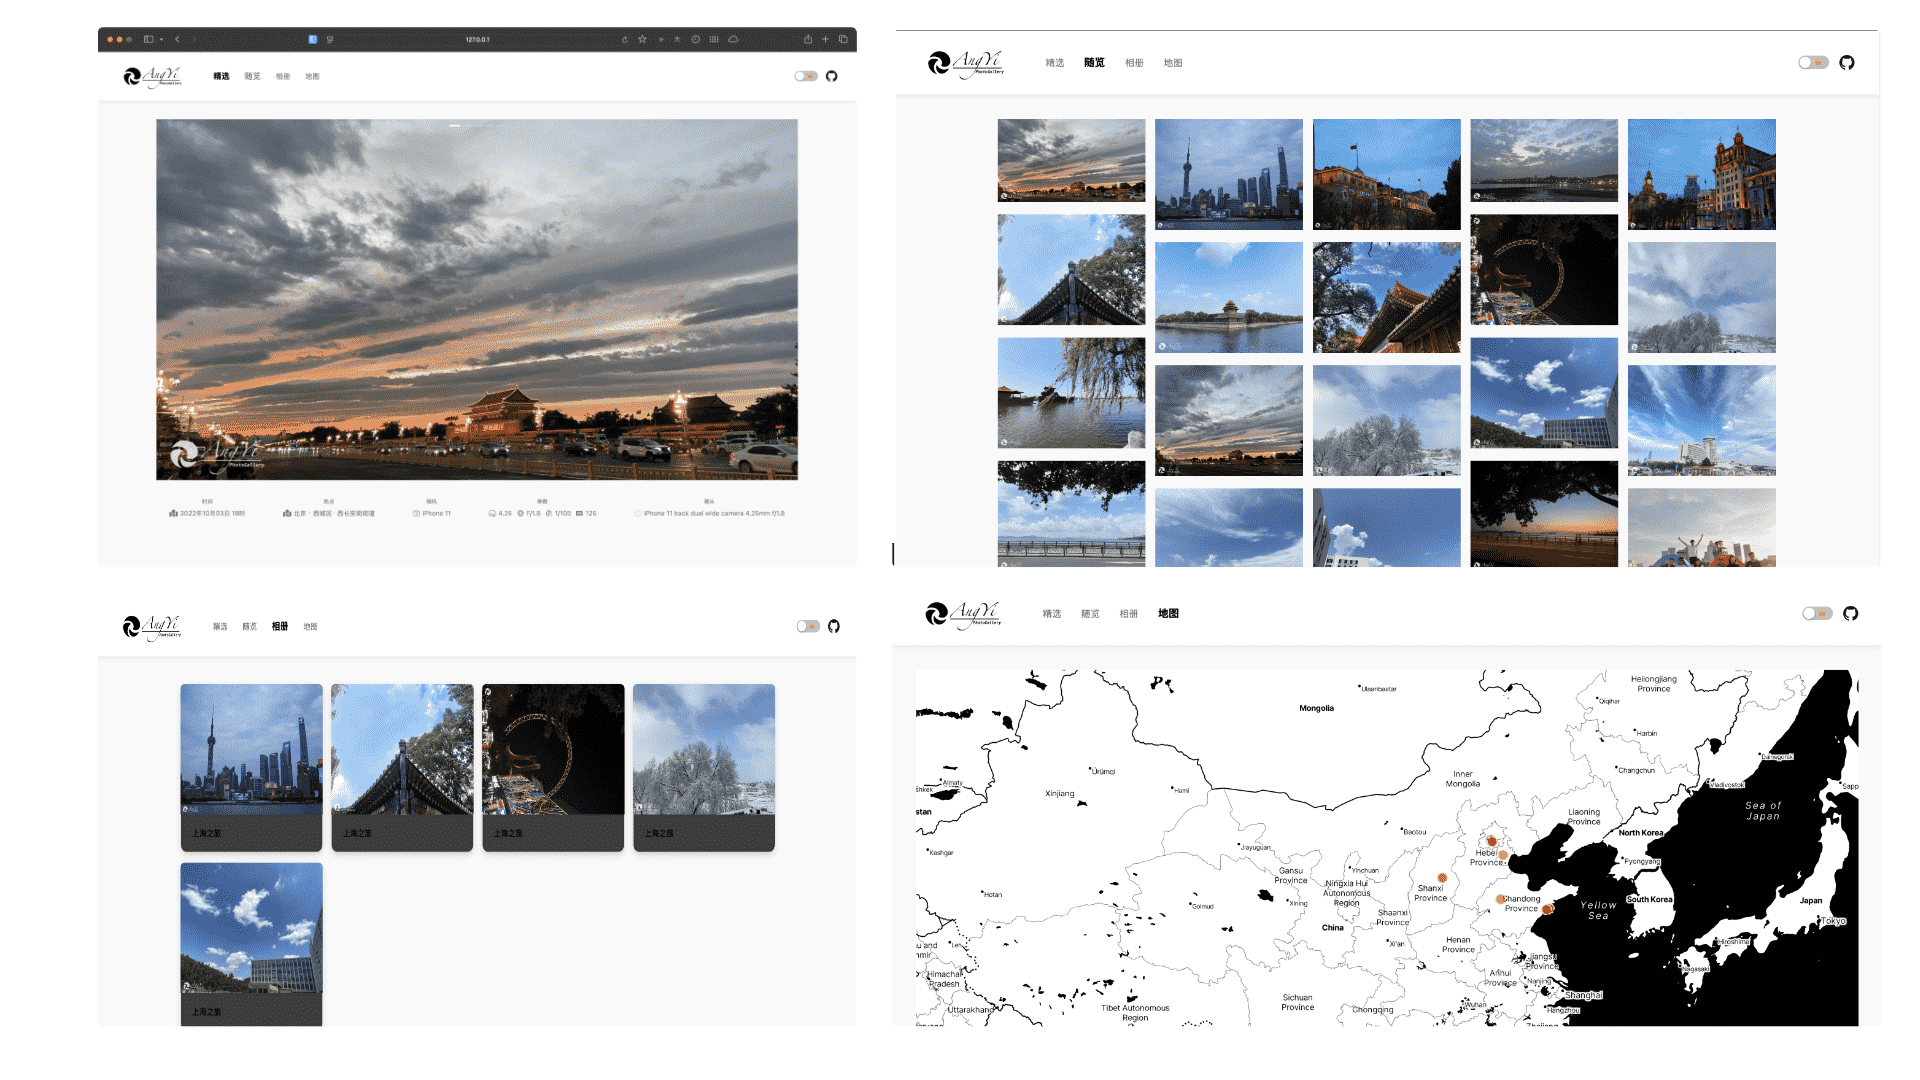 127.0.0.1
AngYi
PhotoGallery
精选 随览 相册 地图
AngYi
PhotoGallery
时间 地点 相机 参数 镜头
2022年10月03日 18时 北京 · 西城区 · 西长安街街道 iPhone 11 4.25 F/1.8 1/100 125 iPhone 11 back dual wide camera 4.25mm f/1.8
AngYi
PhotoGallery
精选 随览 相册 地图
AngYi
PhotoGallery
精选 随览 相册 地图
上海之旅 上海之旅 上海之旅 上海之旅
上海之旅
AngYi
PhotoGallery
精选 随览 相册 地图
Heilongjiang
Province
Ulaanbaatar
Qiqihar
Mongolia
Harbin
Danegorsk
Ürümqi
Changchun
Inner
Mongolia
Almaty
Vladivostok
Sapp
Hami
Xinjiang
shkek
stan
Sea of
Japan
Liaoning
Province
Baotou
North Korea
Jiayuguan
Kashgar
Hebei
Province
Pyongyang
Gansu
Province
Yinchuan
Ningxia Hui
Autonomous
Region
Shanxi
Province
Hotan
Golmud
Xining
Shandong
Province
Yellow
Sea
South Korea
Japan
Shaanxi
Province
Tokyo
China
Xi'an
Henan
Province
Hiroshima
u and
mir
Leh
Jiangsu
Province
Nagasaki
Himachal
Pradesh
Anhui
Province
Nanjing
Shanghai
Sichuan
Province
Wuhan
Hangzhou
Uttarakhand
Tibet Autonomous
Region
Chongqing
Zhejiang